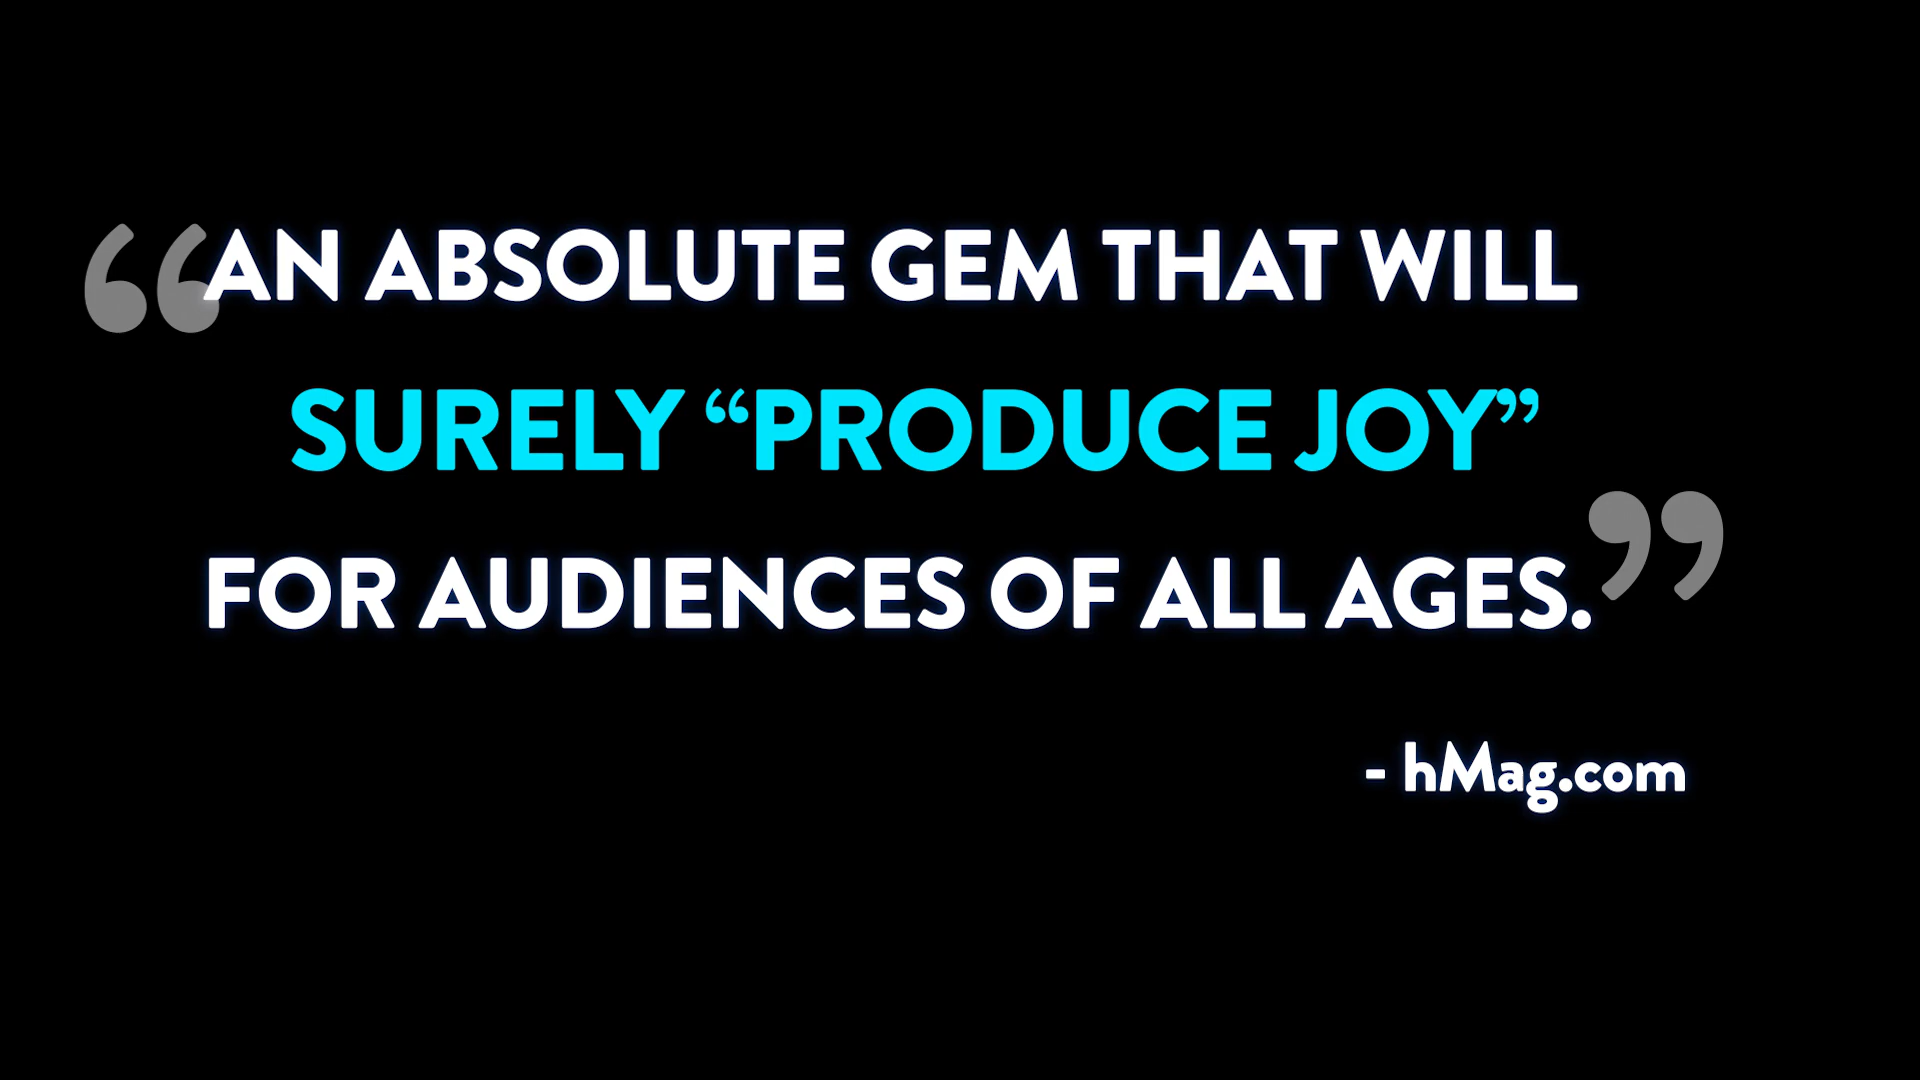 “AN ABSOLUTE GEM THAT WILL
SURELY “PRODUCE JOY”
FOR AUDIENCES OF ALL AGES.”
- hMag.com